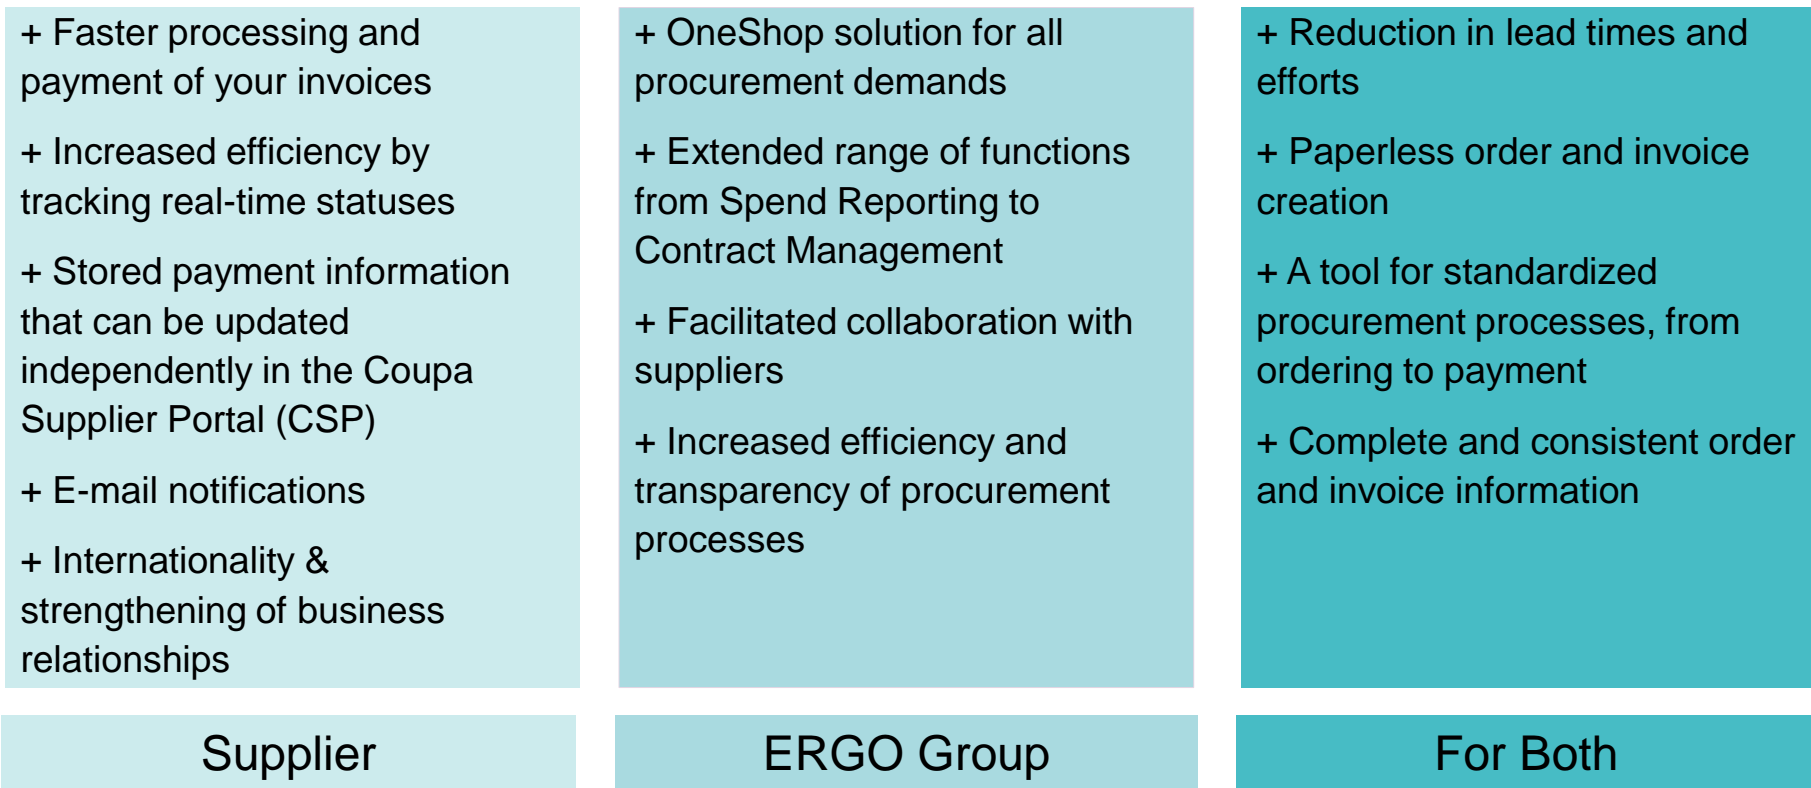 + Faster processing and
payment of your invoices
+ Increased efficiency by
tracking real-time statuses
+ Stored payment information
that can be updated
independently in the Coupa
Supplier Portal (CSP)
+ E-mail notifications
+ Internationality &
strengthening of business
relationships
Supplier
+ OneShop solution for all
procurement demands
+ Extended range of functions
from Spend Reporting to
Contract Management
+ Facilitated collaboration with
suppliers
+ Increased efficiency and
transparency of procurement
processes
ERGO Group
+ Reduction in lead times and
efforts
+ Paperless order and invoice
creation
+ A tool for standardized
procurement processes, from
ordering to payment
+ Complete and consistent order
and invoice information
For Both